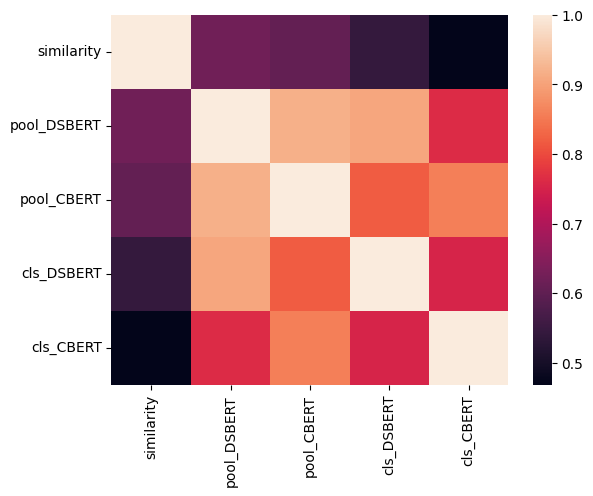 similarity
pool_DSBERT
pool_CBERT
cls_DSBERT
cls_CBERT
similarity
pool_DSBERT
pool_CBERT
cls_DSBERT
cls_CBERT
1.0
0.9
0.8
0.7
0.6
0.5